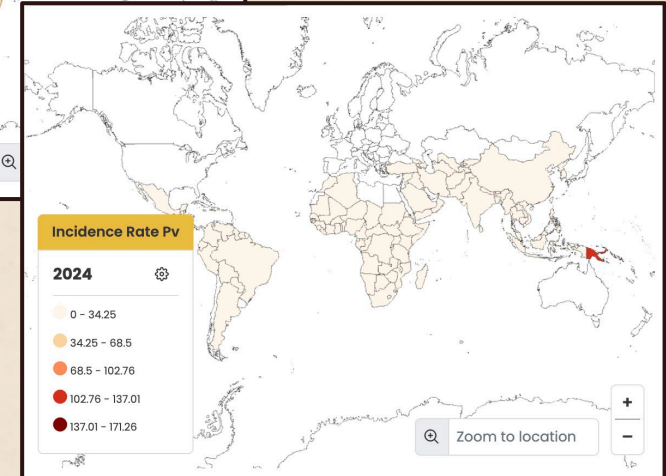 Incidence Rate Pv
2024
0 - 34.25
34.25 - 68.5
68.5 - 102.76
102.76 - 137.01
137.01 - 171.26
+
Zoom to location
−